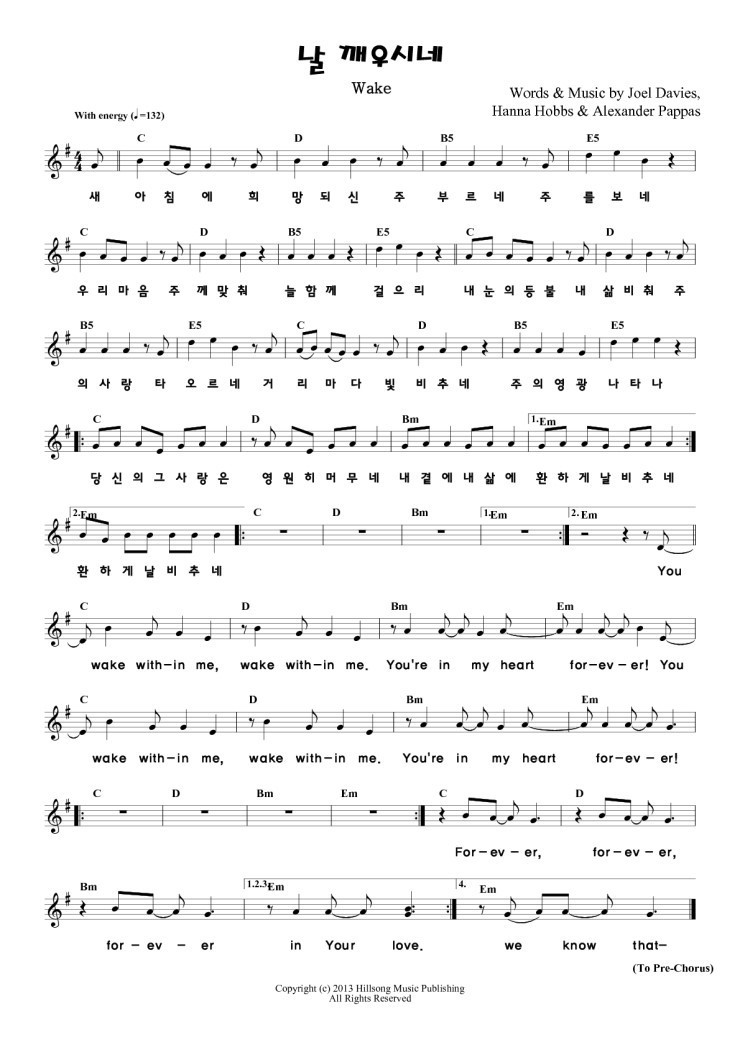 날 깨우시네
Wake
Words & Music by Joel Davies,
Hanna Hobbs & Alexander Pappas
With energy (♩=132)
C D B5 E5
4
4
새 아 침 에 희 망 되 신 주 부 르 네 주 를 보 네
C D B5 E5 C D
우 리 마 음 주 께 맞 춰 늘 함 께 걸 으 리 내 눈 의 등 불 내 삶 비 춰 주
B5 E5 C D B5 E5
의 사 랑 타 오 르 네 거 리 마 다 빛 비 추 네 주 의 영 광 나 타 나
C D Bm 1. Em
당 신 의 그 사 랑 은 영 원 히 머 무 네 내 곁 에 내 삶 에 환 하 게 날 비 추 네
2. Em C D Bm 1. Em 2. Em
환 하 게 날 비 추 네 You
C D Bm Em
wake with-in me, wake with-in me. You're in my heart for-ev-er! You
C D Bm Em
wake with-in me, wake with-in me. You're in my heart for-ev-er!
C D Bm Em C D
For-ev-er, for-ev-er,
Bm 1.2.3. Em 4. Em
for-ev-er in Your love. we know that-
(To Pre-Chorus)
Copyright (c) 2013 Hillsong Music Publishing
All Rights Reserved